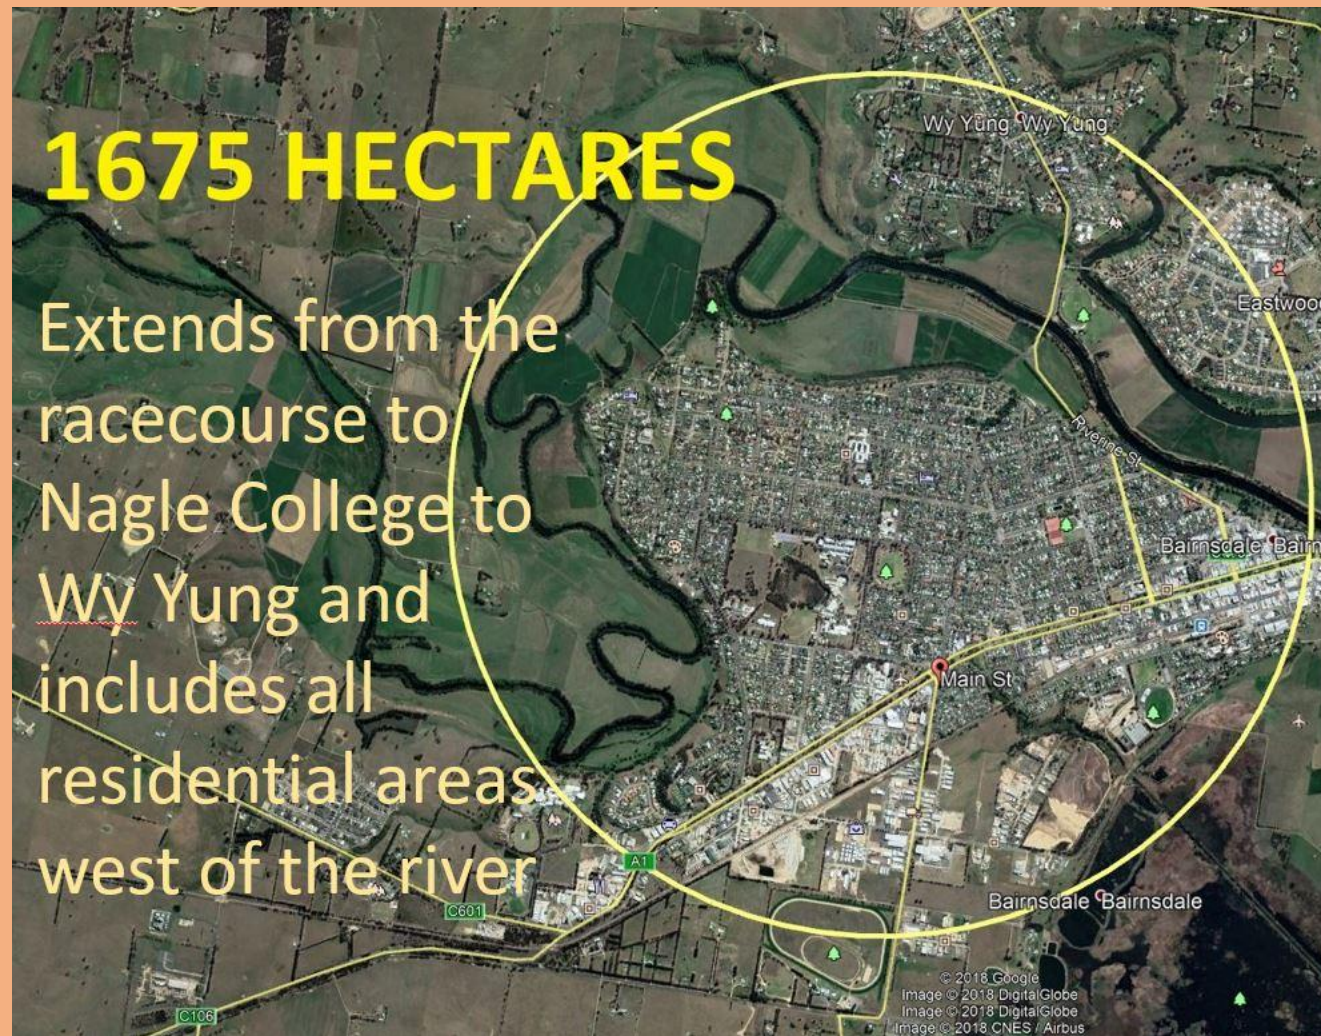 Wy Yung Wy Yung
1675 HECTARES
Extends from the
racecourse to
Nagle College to
Wy Yung and
includes all
residential areas
west of the river
Eastwoo
Riverine St
Bairnsdale Bairn
Main St
A1
C601
Bairnsdale Bairnsdale
C106
© 2018 Google
Image © 2018 DigitalGlobe
Image © 2018 DigitalGlobe
Image © 2018 CNES / Airbus